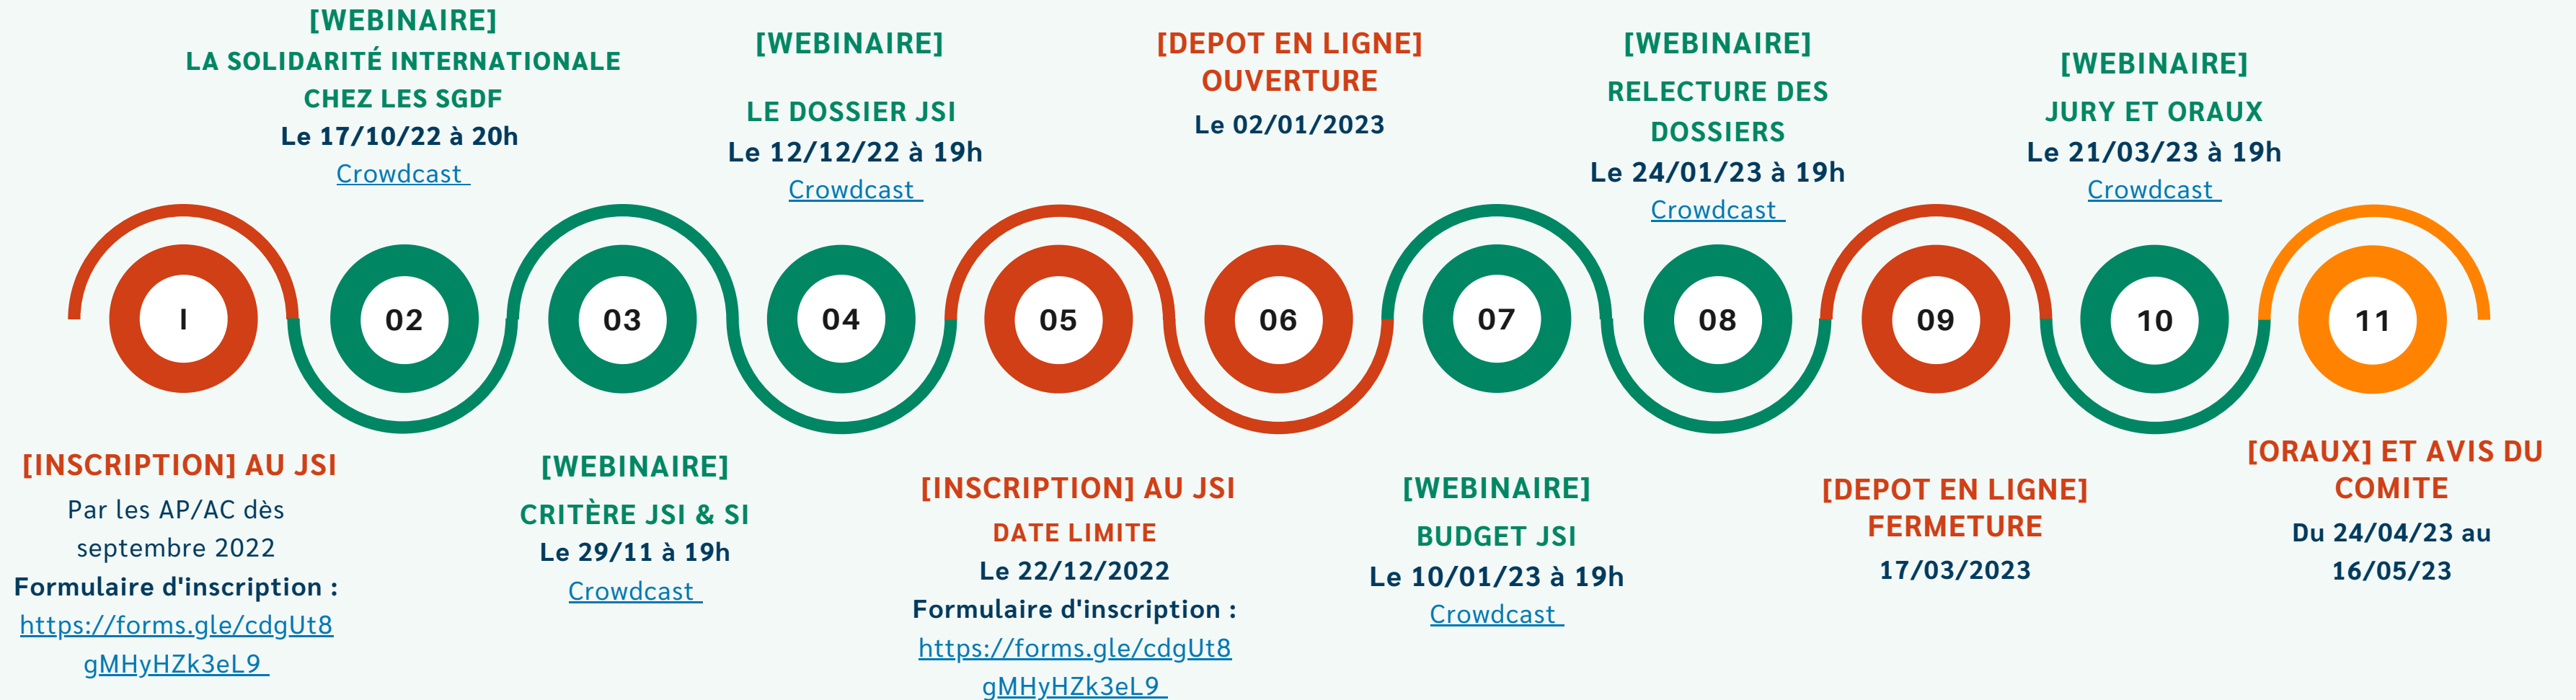 [WEBINAIRE]
LA SOLIDARITÉ INTERNATIONALE
CHEZ LES SGDF
Le 17/10/22 à 20h
Crowdcast
[WEBINAIRE]
LE DOSSIER JSI
Le 12/12/22 à 19h
Crowdcast
[DEPOT EN LIGNE]
OUVERTURE
Le 02/01/2023
[WEBINAIRE]
RELECTURE DES
DOSSIERS
Le 24/01/23 à 19h
Crowdcast
[WEBINAIRE]
JURY ET ORAUX
Le 21/03/23 à 19h
Crowdcast
I
02
03
04
05
06
07
08
09
10
11
[INSCRIPTION] AU JSI
Par les AP/AC dès
septembre 2022
Formulaire d'inscription :
https://forms.gle/cdgUt8
gMHyHZk3eL9
[WEBINAIRE]
CRITÈRE JSI & SI
Le 29/11 à 19h
Crowdcast
[INSCRIPTION] AU JSI
DATE LIMITE
Le 22/12/2022
Formulaire d'inscription :
https://forms.gle/cdgUt8
gMHyHZk3eL9
[WEBINAIRE]
BUDGET JSI
Le 10/01/23 à 19h
Crowdcast
[DEPOT EN LIGNE]
FERMETURE
17/03/2023
[ORAUX] ET AVIS DU
COMITE
Du 24/04/23 au
16/05/23